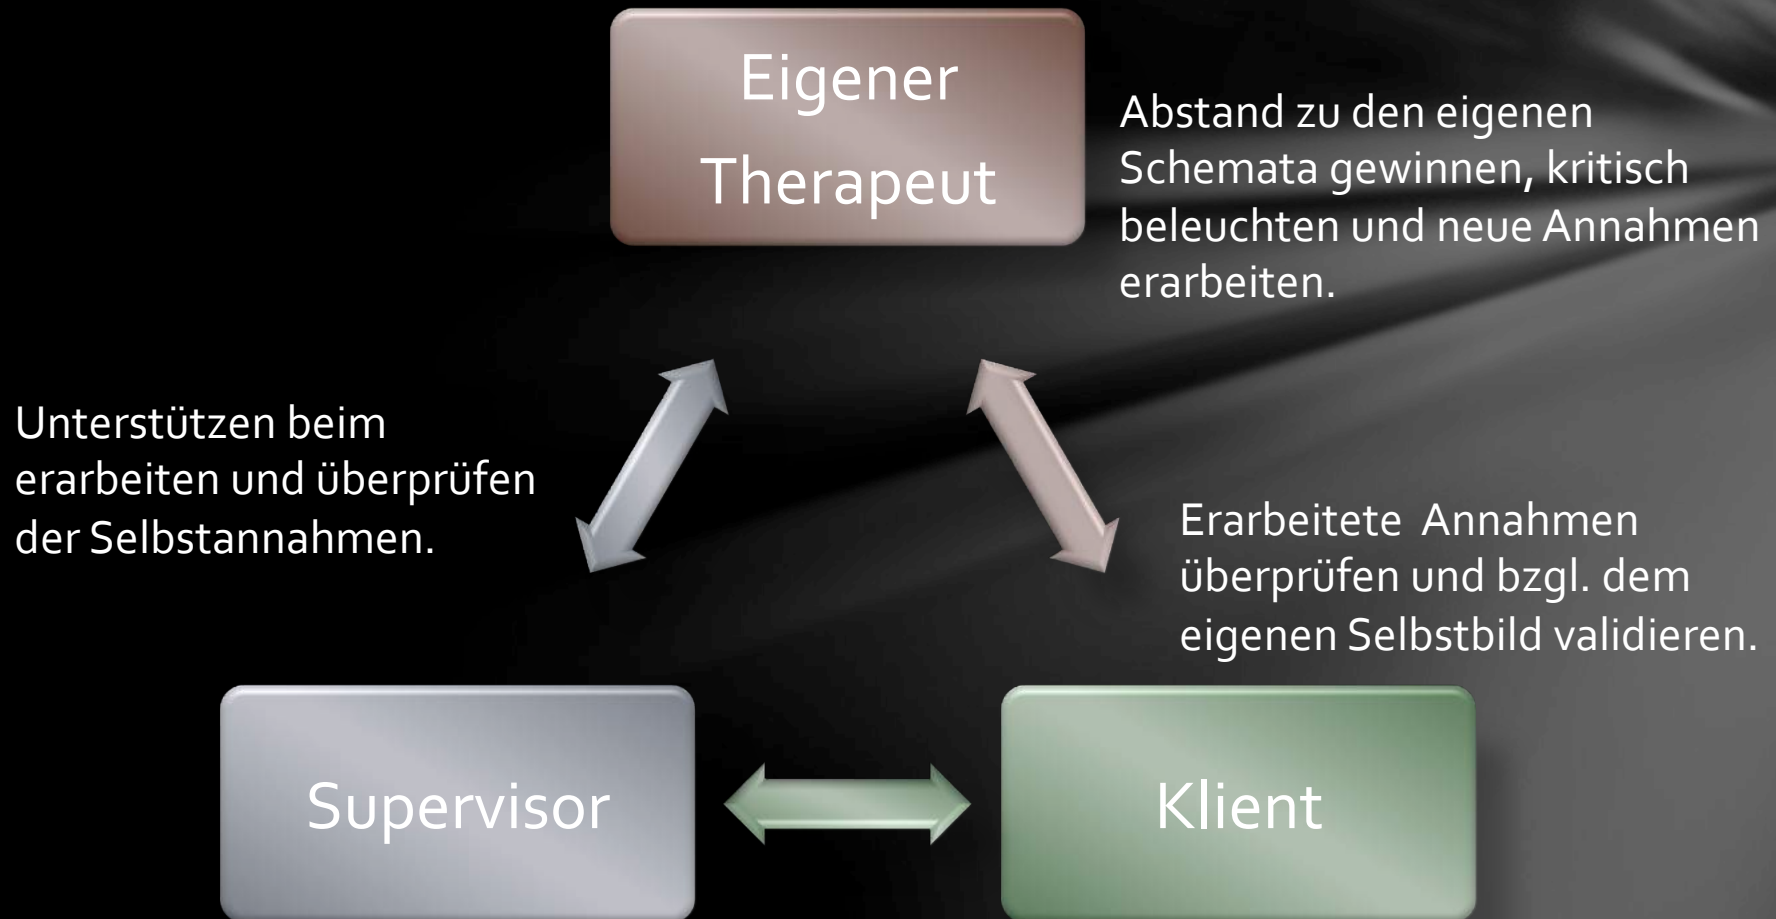 Eigener
Therapeut
Abstand zu den eigenen
Schemata gewinnen, kritisch
beleuchten und neue Annahmen
erarbeiten.
Unterstützen beim
erarbeiten und überprüfen
der Selbstannahmen.
Erarbeitete  Annahmen
überprüfen und bzgl. dem
eigenen Selbstbild validieren.
Supervisor
Klient